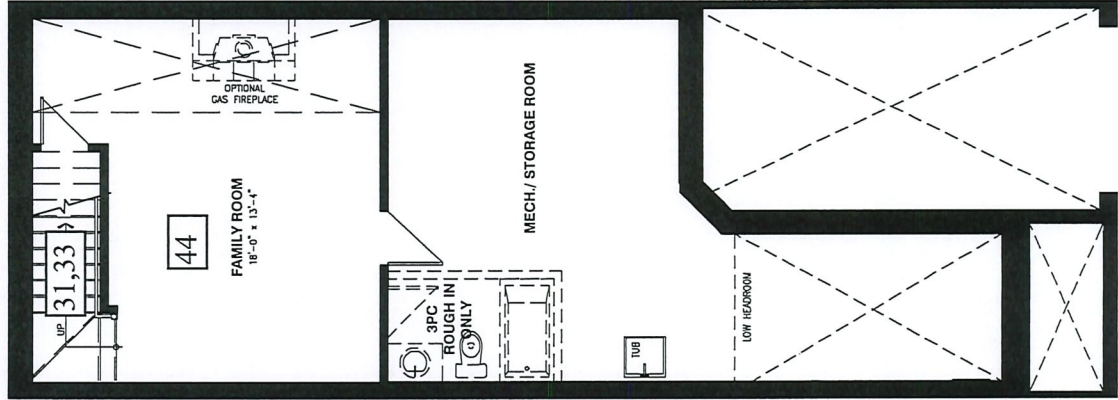 OPTIONAL
GAS FIREPLACE
31,33
UP
44
FAMILY ROOM
18'-0" x 13'-4"
MECH./ STORAGE ROOM
3PC
ROUGH IN
ONLY
TUB
LOW HEADROOM